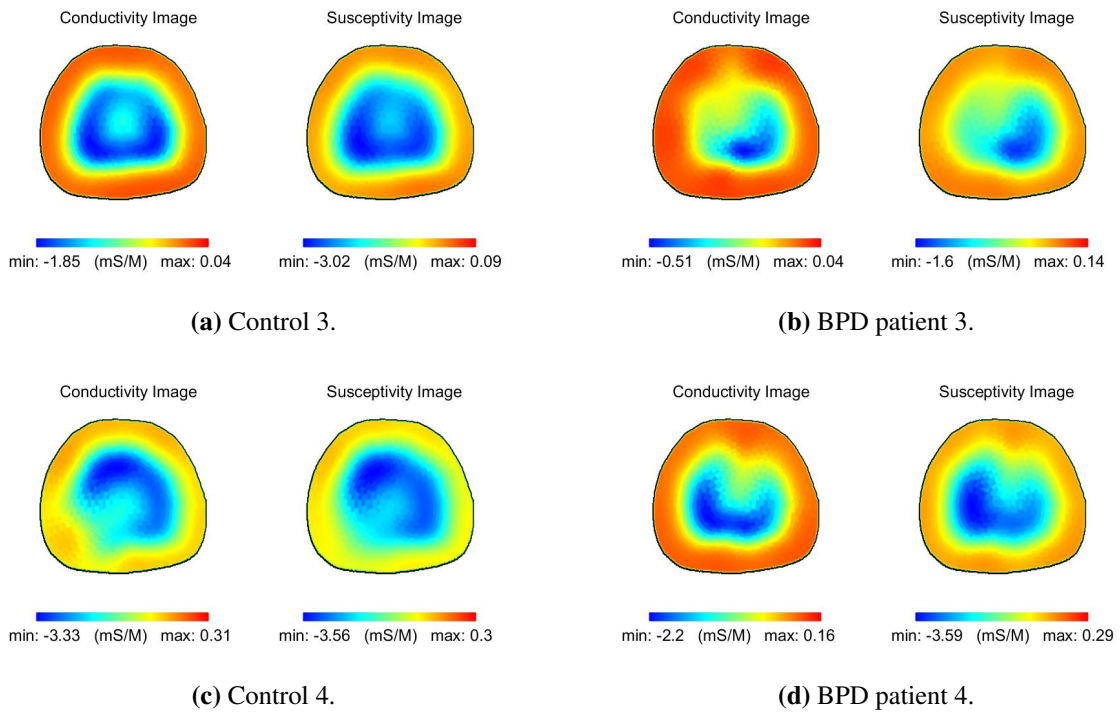 Conductivity Image Susceptivity Image Conductivity Image Susceptivity Image
min: -1.85 (mS/M) max: 0.04 min: -3.02 (mS/M) max: 0.09 min: -0.51 (mS/M) max: 0.04 min: -1.6 (mS/M) max: 0.14
(a) Control 3. (b) BPD patient 3.
Conductivity Image Susceptivity Image Conductivity Image Susceptivity Image
min: -3.33 (mS/M) max: 0.31 min: -3.56 (mS/M) max: 0.3 min: -2.2 (mS/M) max: 0.16 min: -3.59 (mS/M) max: 0.29
(c) Control 4. (d) BPD patient 4.